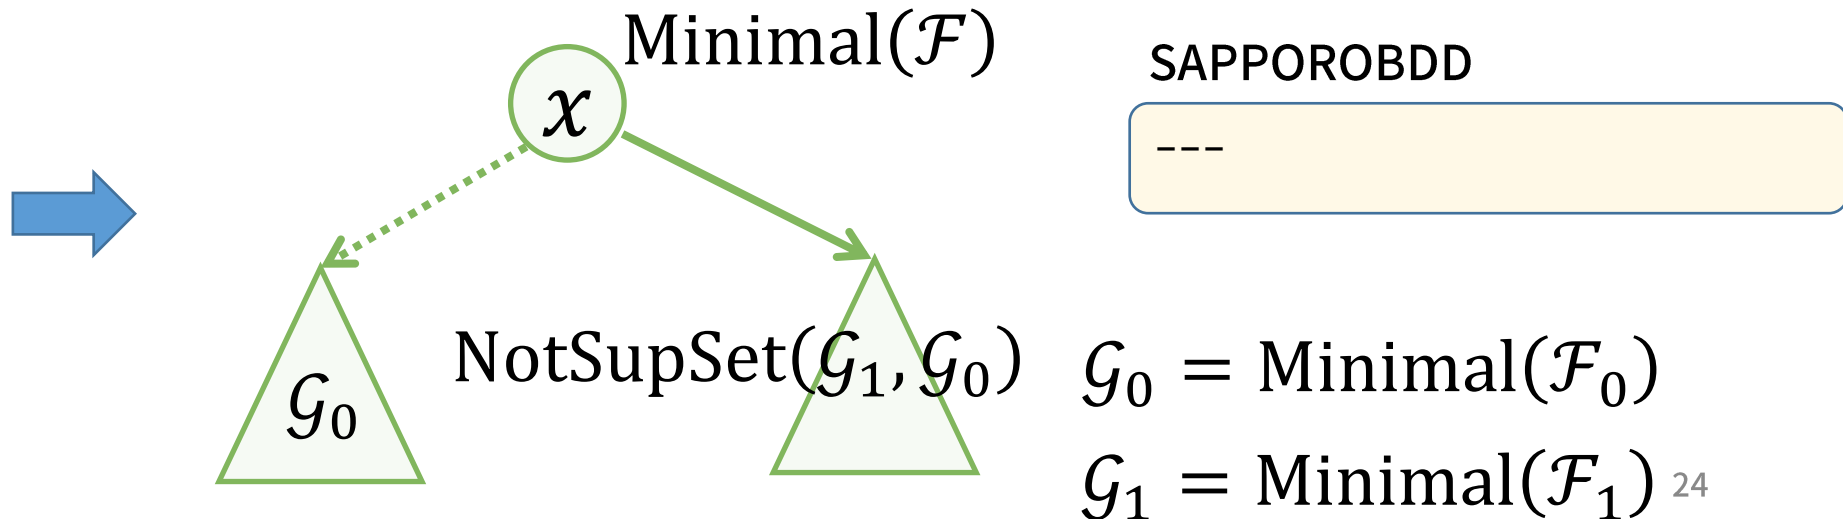 Minimal(ℱ)
x
SAPPOROBDD
---
𝒢₀
NotSupSet(𝒢₁, 𝒢₀)
𝒢₀ = Minimal(ℱ₀)
𝒢₁ = Minimal(ℱ₁)
24